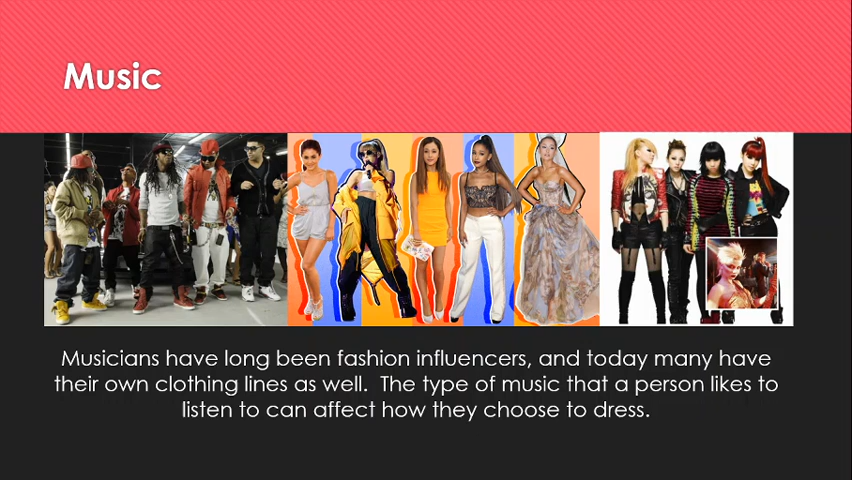 Music
Musicians have long been fashion influencers, and today many have
their own clothing lines as well.  The type of music that a person likes to
listen to can affect how they choose to dress.